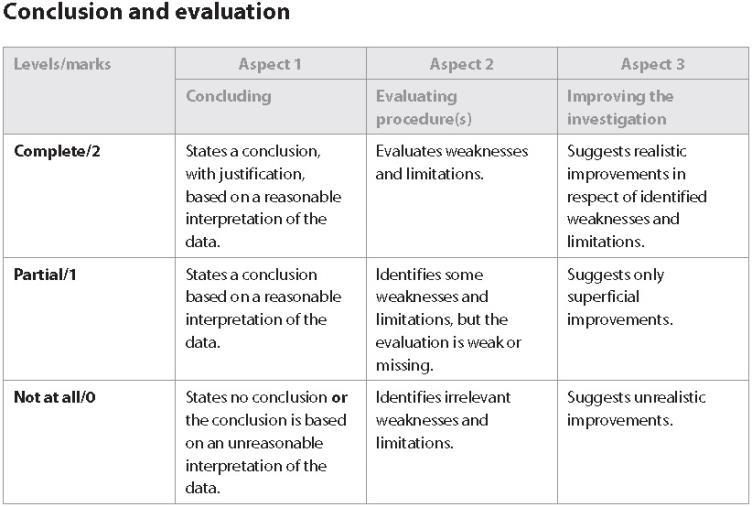 Conclusion and evaluation
Levels/marks
Aspect 1
Aspect 2
Aspect 3
Concluding
Evaluating
procedure(s)
Improving the
investigation
Complete/2
States a conclusion,
with justification,
based on a reasonable
interpretation of the
data.
Evaluates weaknesses
and limitations.
Suggests realistic
improvements in
respect of identified
weaknesses and
limitations.
Partial/1
States a conclusion
based on a reasonable
interpretation of the
data.
Identifies some
weaknesses and
limitations, but the
evaluation is weak or
missing.
Suggests only
superficial
improvements.
Not at all/0
States no conclusion or
the conclusion is based
on an unreasonable
interpretation of the
data.
Identifies irrelevant
weaknesses and
limitations.
Suggests unrealistic
improvements.